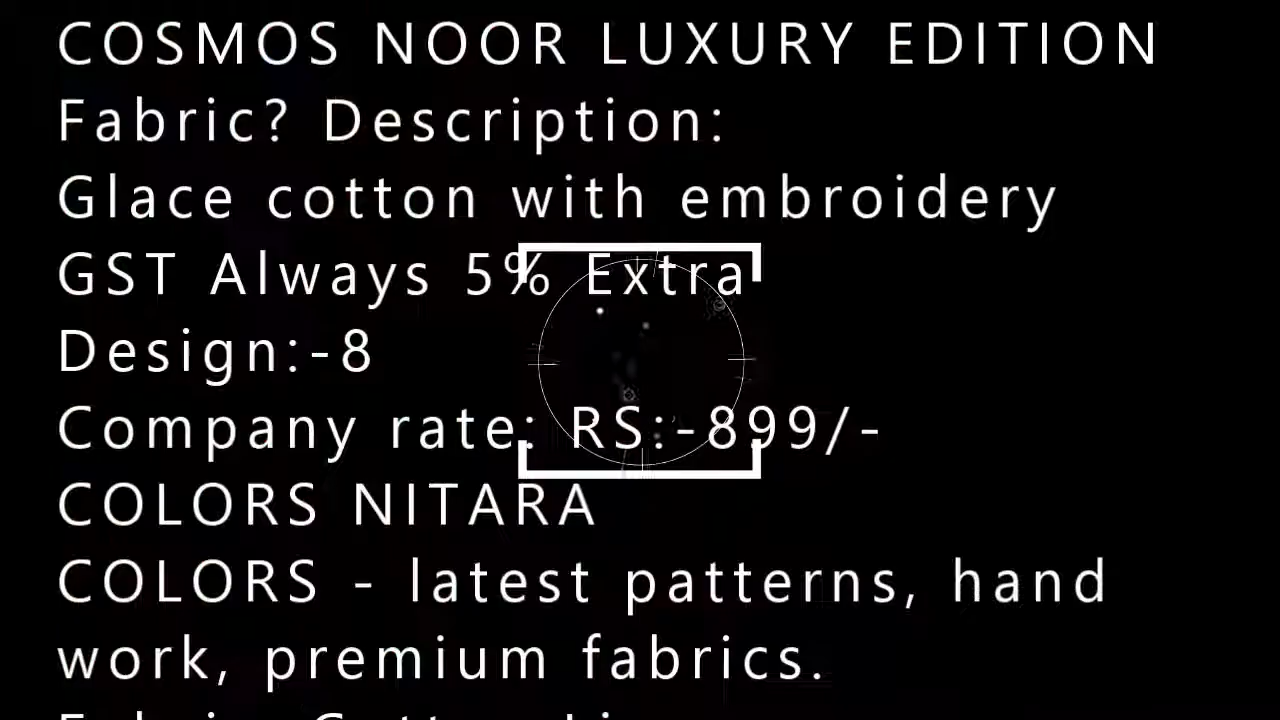 COSMOS NOOR LUXURY EDITION
Fabric? Description:
Glace cotton with embroidery
GST Always 5% Extra
Design:-8
Company rate: RS:-899/-
COLORS NITARA
COLORS - latest patterns, hand
work, premium fabrics.